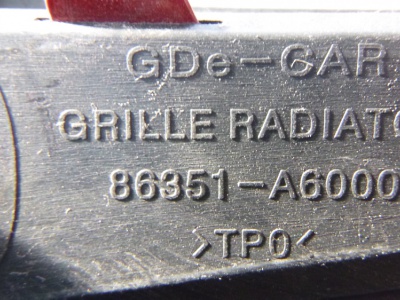 GDe-CAR
GRILLE RADIATO
86351-A6000
>TPO<